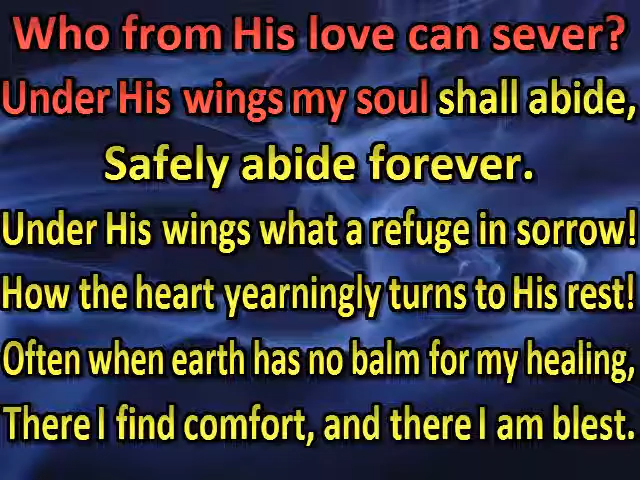 Who from His love can sever?
Under His wings my soul shall abide,
Safely abide forever.
Under His wings what a refuge in sorrow!
How the heart yearningly turns to His rest!
Often when earth has no balm for my healing,
There I find comfort, and there I am blest.